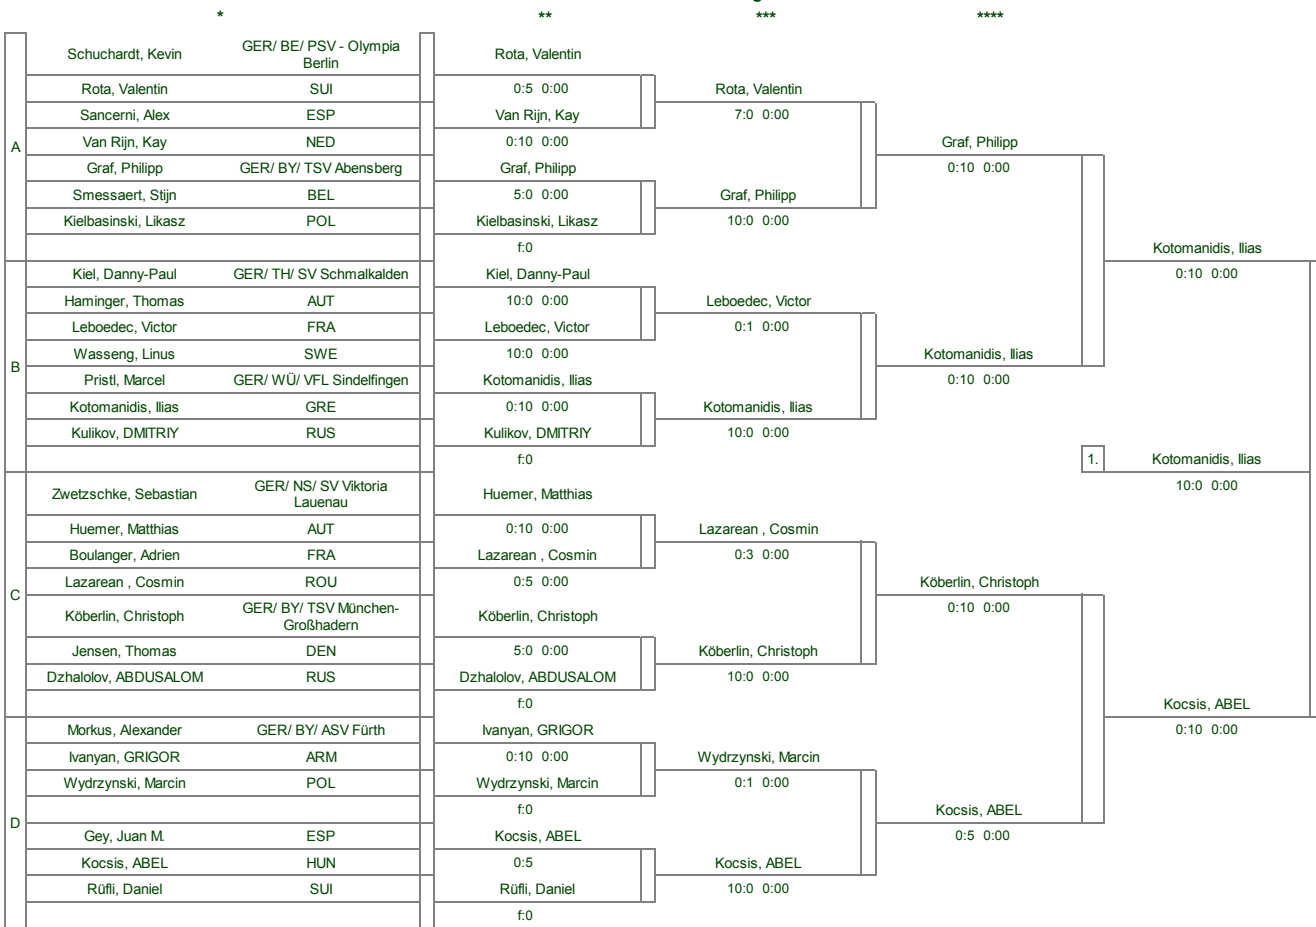 * ** *** ****
Schuchardt, Kevin GER/ BE/ PSV - Olympia Berlin Rota, Valentin
Rota, Valentin SUI 0:5 0:00 Rota, Valentin
Sancerni, Alex ESP Van Rijn, Kay 7:0 0:00
A Van Rijn, Kay NED 0:10 0:00 Graf, Philipp
Graf, Philipp GER/ BY/ TSV Abensberg Graf, Philipp 0:10 0:00
Smessaert, Stijn BEL 5:0 0:00 Graf, Philipp
Kielbasinski, Likasz POL Kielbasinski, Likasz 10:0 0:00
f:0 Kotomanidis, Ilias
Kiel, Danny-Paul GER/ TH/ SV Schmalkalden Kiel, Danny-Paul 0:10 0:00
Haminger, Thomas AUT 10:0 0:00 Leboedec, Victor
Leboedec, Victor FRA Leboedec, Victor 0:1 0:00
Wasseng, Linus SWE 10:0 0:00 Kotomanidis, Ilias
B Pristl, Marcel GER/ WÜ/ VFL Sindelfingen Kotomanidis, Ilias 0:10 0:00
Kotomanidis, Ilias GRE 0:10 0:00 Kotomanidis, Ilias
Kulikov, DMITRIY RUS Kulikov, DMITRIY 10:0 0:00
f:0 1. Kotomanidis, Ilias
10:0 0:00
Zwetzschke, Sebastian GER/ NS/ SV Viktoria Lauenau Huemer, Matthias
Huemer, Matthias AUT 0:10 0:00 Lazarean , Cosmin
Boulanger, Adrien FRA Lazarean , Cosmin 0:3 0:00
Lazarean , Cosmin ROU 0:5 0:00 Köberlin, Christoph
C Köberlin, Christoph GER/ BY/ TSV München-Großhadern Köberlin, Christoph 0:10 0:00
Jensen, Thomas DEN 5:0 0:00 Köberlin, Christoph
Dzhalolov, ABDUSALOM RUS Dzhalolov, ABDUSALOM 10:0 0:00
f:0 Kocsis, ABEL
Morkus, Alexander GER/ BY/ ASV Fürth Ivanyan, GRIGOR 0:10 0:00
Ivanyan, GRIGOR ARM 0:10 0:00 Wydrzynski, Marcin
Wydrzynski, Marcin POL Wydrzynski, Marcin 0:1 0:00
f:0 Kocsis, ABEL
D Gey, Juan M. ESP Kocsis, ABEL 0:5 0:00
Kocsis, ABEL HUN 0:5 Kocsis, ABEL
Rüfli, Daniel SUI Rüfli, Daniel 10:0 0:00
f:0